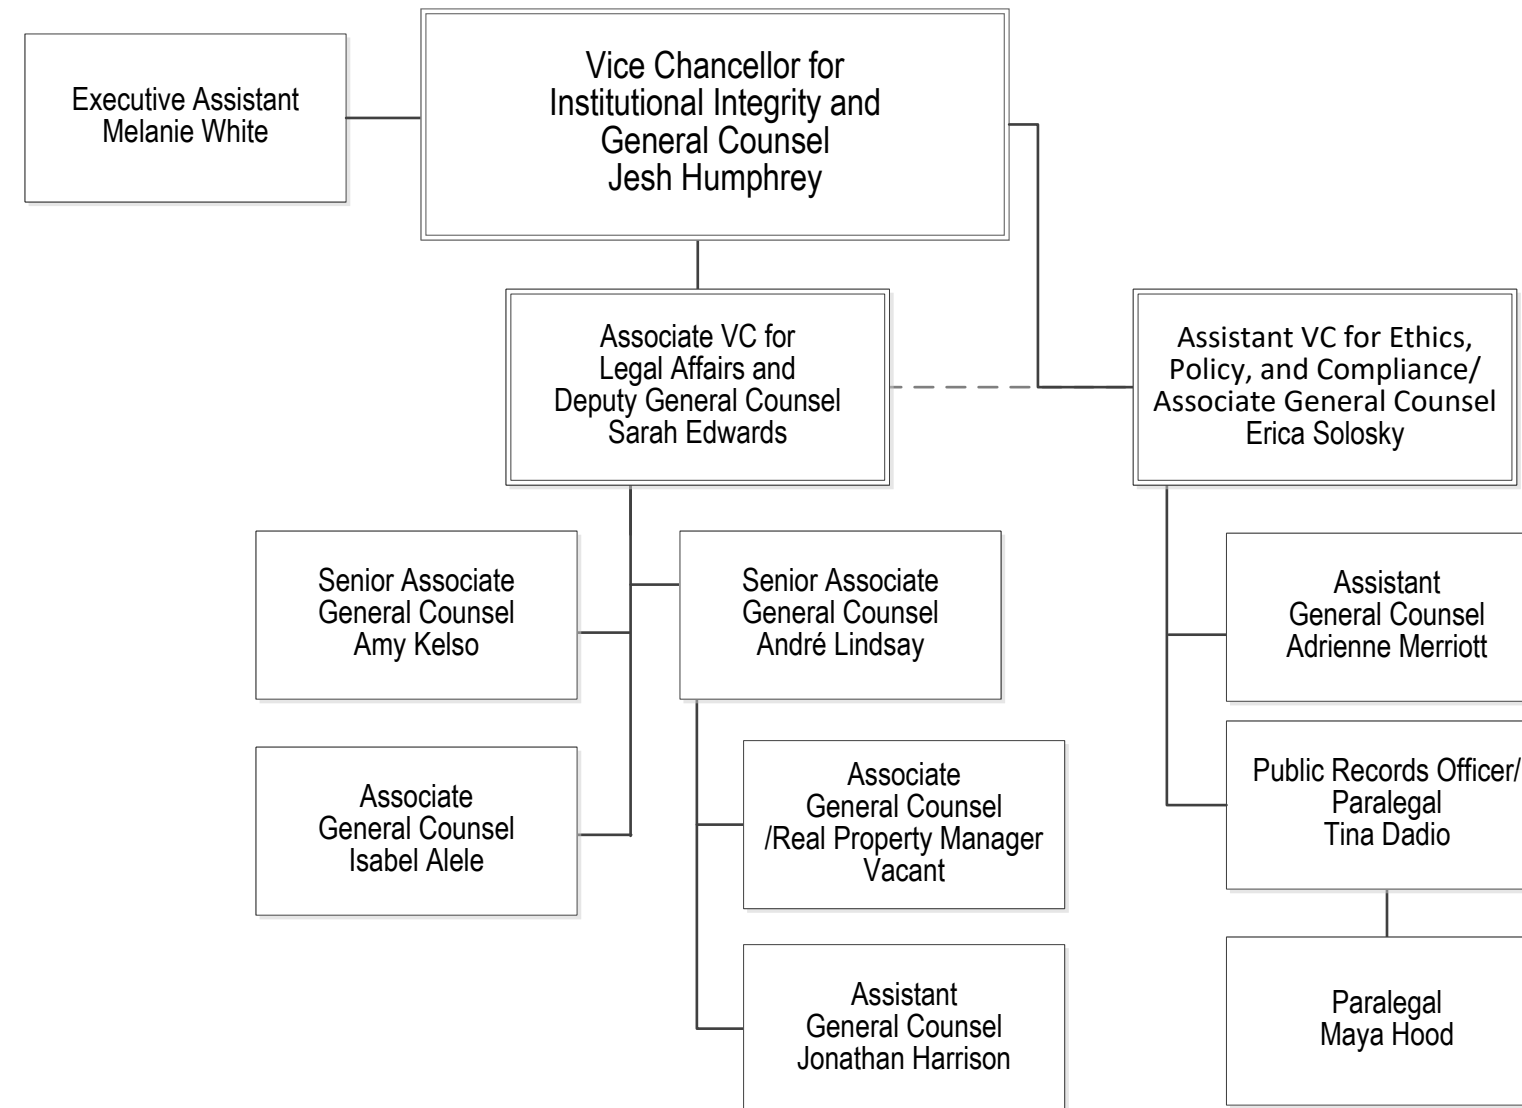 Executive Assistant
Melanie White
Vice Chancellor for
Institutional Integrity and
General Counsel
Jesh Humphrey
Associate VC for
Legal Affairs and
Deputy General Counsel
Sarah Edwards
Assistant VC for Ethics,
Policy, and Compliance/
Associate General Counsel
Erica Solosky
Senior Associate
General Counsel
Amy Kelso
Senior Associate
General Counsel
André Lindsay
Assistant
General Counsel
Adrienne Merriott
Associate
General Counsel
Isabel Alele
Associate
General Counsel
/Real Property Manager
Vacant
Public Records Officer/
Paralegal
Tina Dadio
Assistant
General Counsel
Jonathan Harrison
Paralegal
Maya Hood